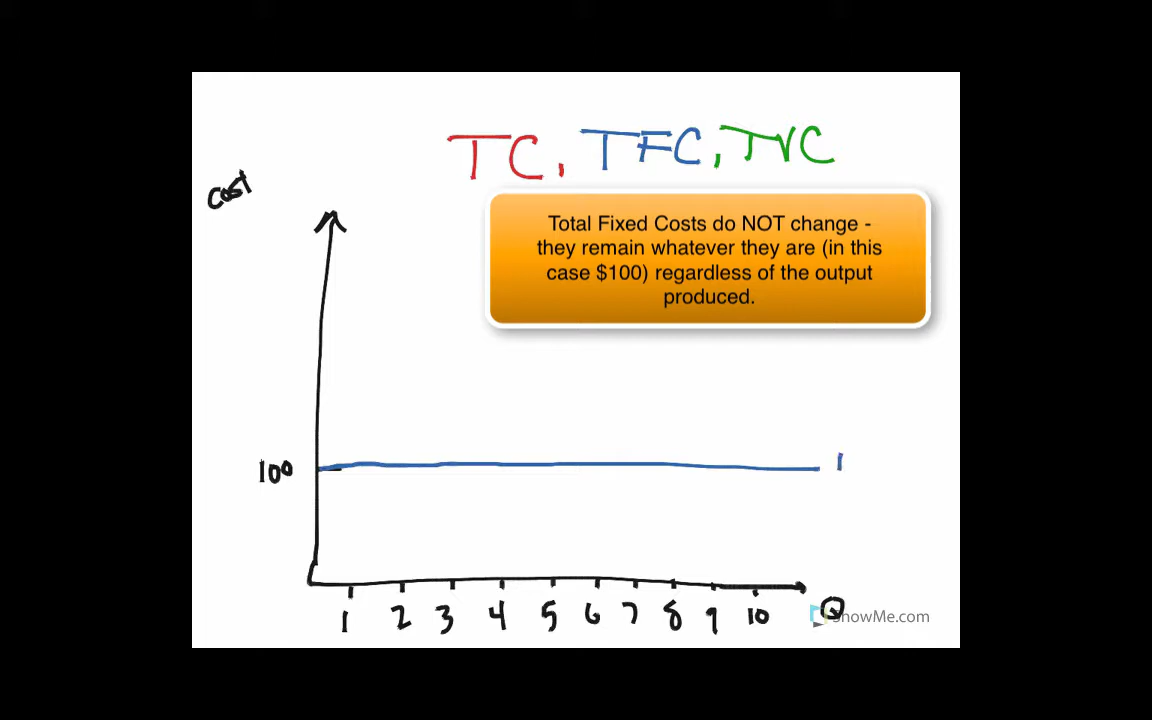 TC, TFC, TVC
cost
Total Fixed Costs do NOT change -
they remain whatever they are (in this
case $100) regardless of the output
produced.
100
1 2 3 4 5 6 7 8 9 10 Q
ShowMe.com